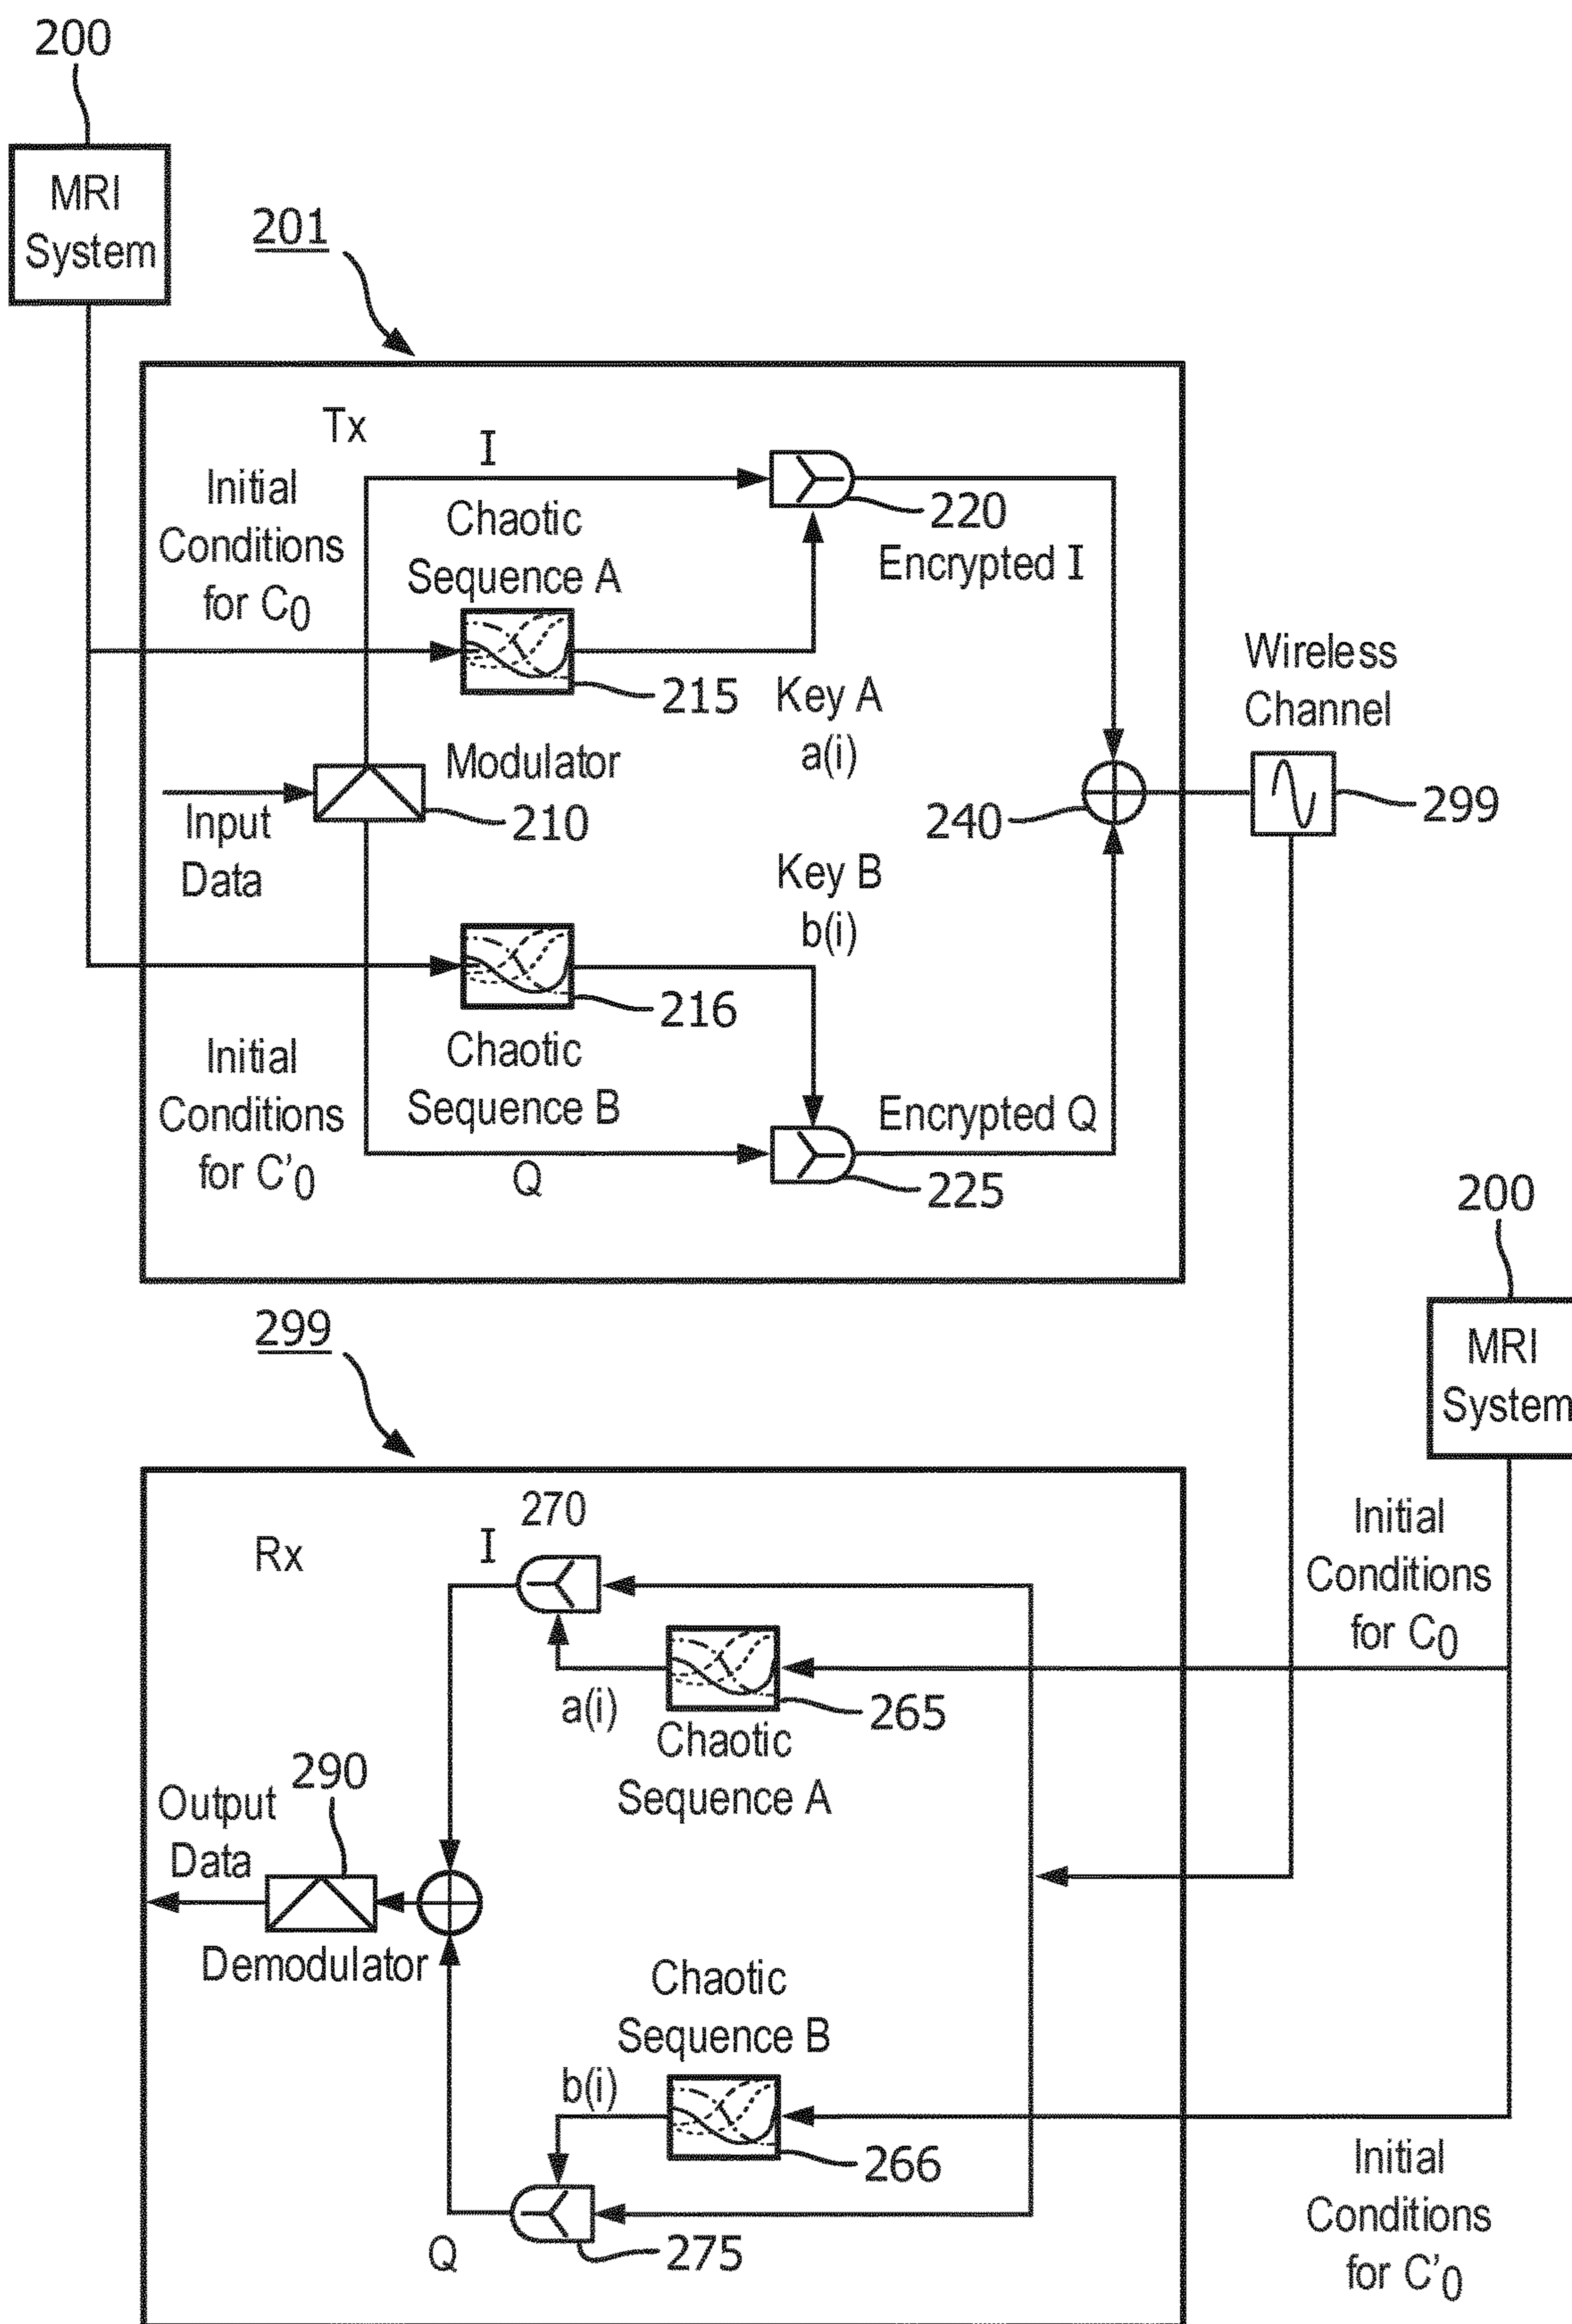 200
MRI
System
201
Tx
I
Initial
Conditions
for C0
Chaotic
Sequence A
220
Encrypted I
215
Key A
a(i)
Wireless
Channel
Modulator
210
Input
Data
240
299
Key B
b(i)
216
Initial
Conditions
for C'0
Chaotic
Sequence B
Encrypted Q
Q
225
200
MRI
System
299
Rx
270
I
Initial
Conditions
for C0
a(i)
265
Chaotic
Sequence A
290
Output
Data
Demodulator
Chaotic
Sequence B
b(i)
266
Q
275
Initial
Conditions
for C'0